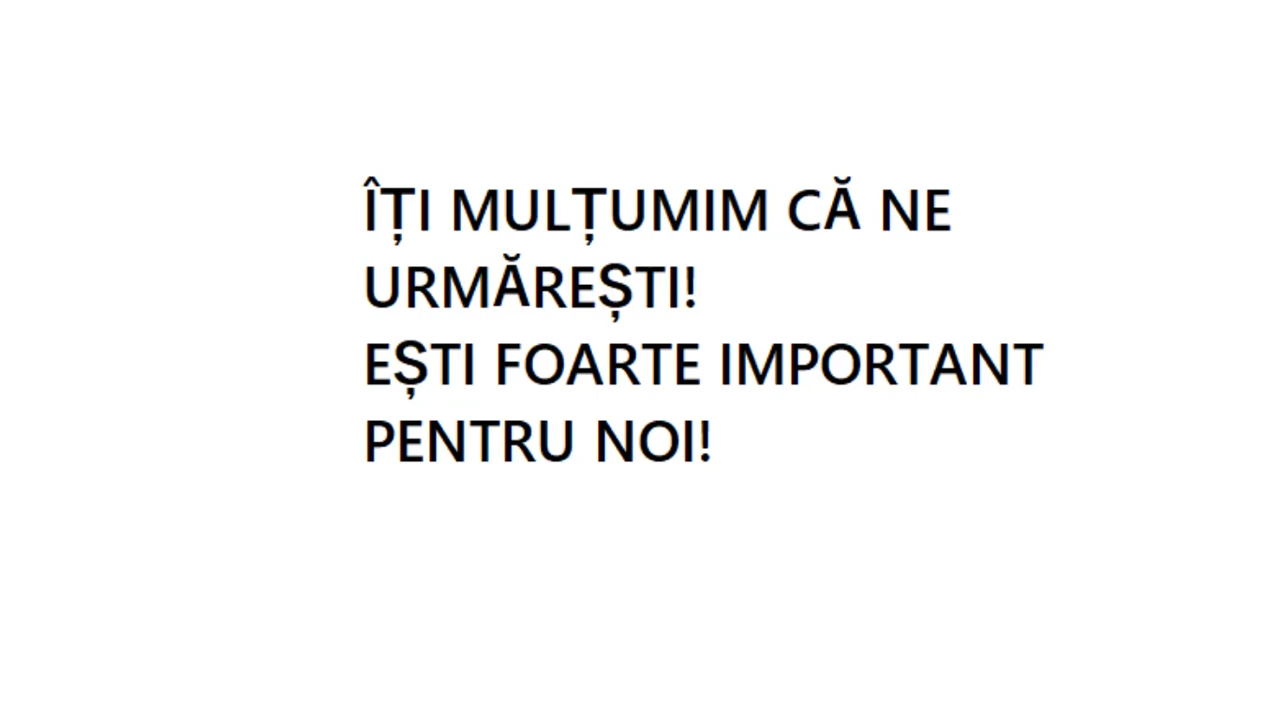 ÎȚI MULȚUMIM CĂ NE
URMĂREȘTI!
EȘTI FOARTE IMPORTANT
PENTRU NOI!